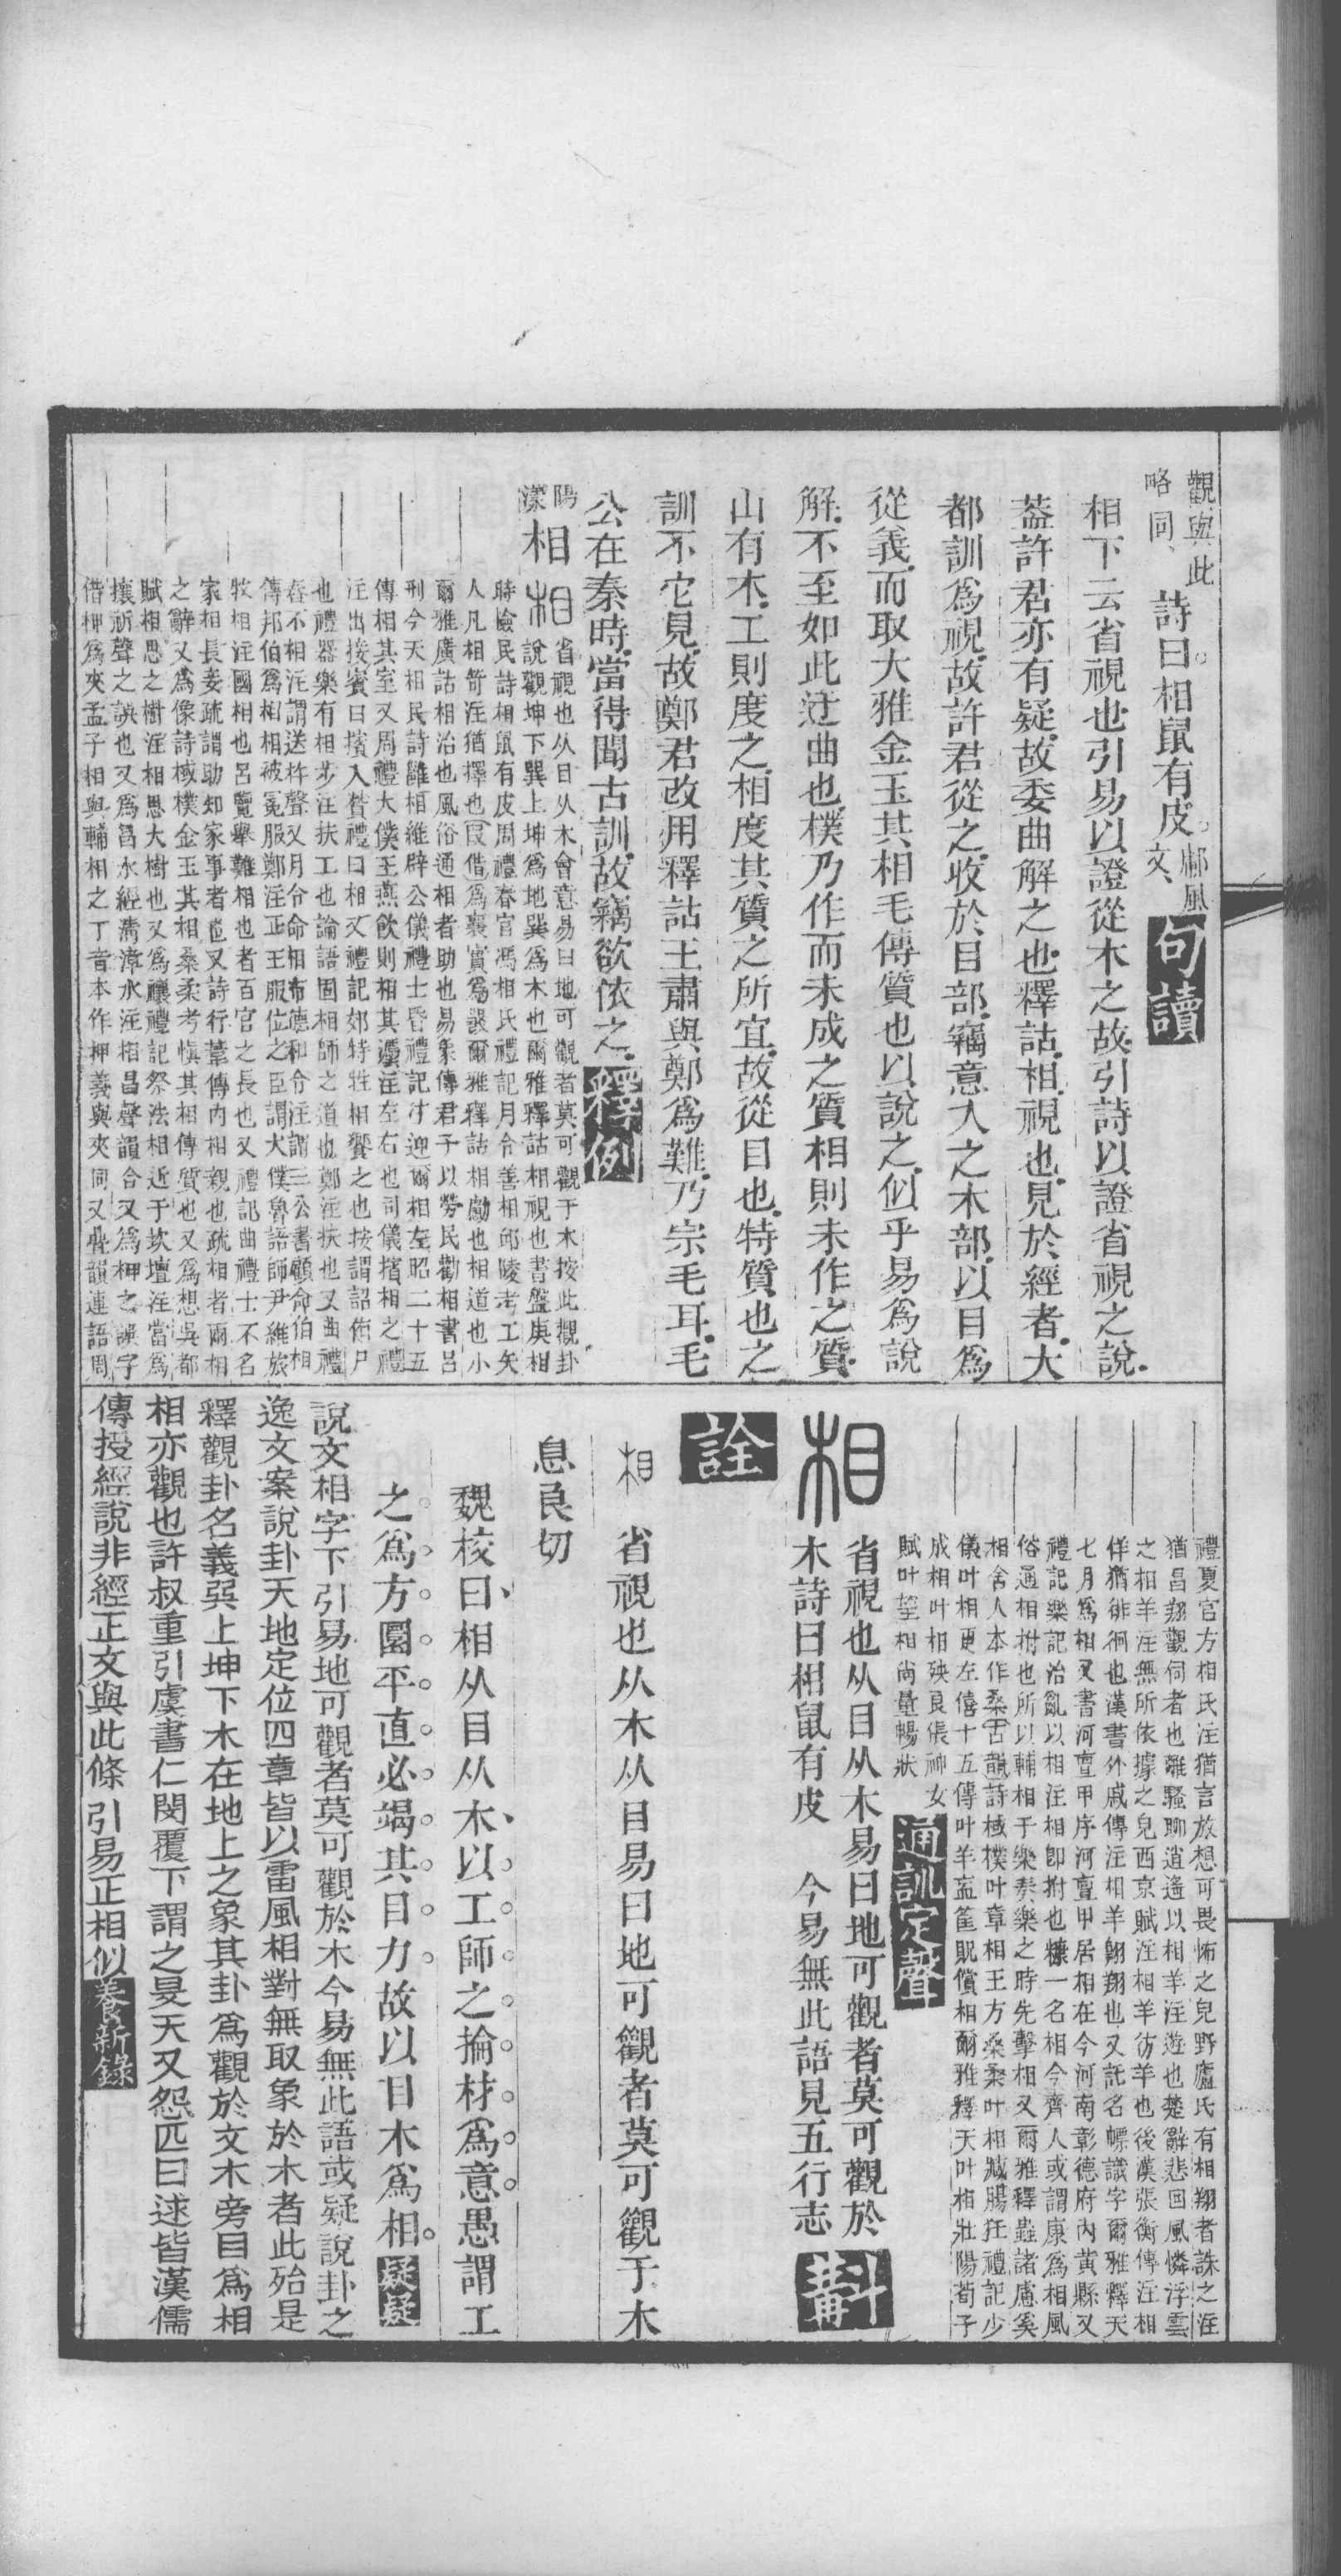 觀與此
略同、
詩曰。相鼠有皮。
鄘風
文、
句讀
相下云省視也引易以證從木之故引詩以證省視之說
葢許君亦有疑故委曲解之也釋詁相視也見於經者大
都訓爲視故許君從之收於目部竊意入之木部以目爲
從義而取大雅金玉其相毛傳質也以說之似乎易爲說
解不至如此迂曲也樸乃作而未成之質相則未作之質
山有木工則度之相度其質之所宜故從目也特質也之
訓不它見故鄭君改用釋詁王肅與鄭爲難乃宗毛耳毛
公在秦時當得聞古訓故竊欲依之
釋例
陽
漾
相
相
省視也从目从木會意易曰地可觀者莫可觀于木按此觀卦
說觀坤下巽上坤爲地巽爲木也爾雅釋詁相視也書盤庚相
時憸民詩相鼠有皮周禮春官馮相氏禮記月令善相邱陵考工矢
人凡相笴注猶擇也叚借爲襄實爲讓爾雅釋詁相勴也相道也小
爾雅廣詁相治也風俗通相者助也易象傳君子以勞民勸相書呂
刑今天相民詩雝相維辟公儀禮士昏禮記往迎爾相左昭二十五
傳相其室又周禮大僕王燕飲則相其灋注左右也司儀擯相之禮
注出接賓曰擯入贊禮曰相又禮記郊特牲相饗之也按謂詔侑尸
也禮器樂有相步注扶工也論語固相師之道也鄭注扶也又曲禮
舂不相注謂送杵聲又月令命相布德和令注謂三公書顧命伯相
傳邦伯爲相相被冕服鄭注正王服位之臣謂大僕魯語師尹維旅
牧相注國相也呂覽舉難相也者百官之長也又禮記曲禮士不名
家相長妾疏謂助知家事者也又詩行葦傳內相親也疏相者爾相
之辭又爲像詩棫樸金玉其相桑柔考愼其相傳質也又爲想吳都
賦相思之樹注相思大樹也又爲禳禮記祭法相近于坎壇注當爲
攘祈聲之誤也又爲昌水經濁漳水注相昌聲韻合又爲柙之誤字
借柙爲夾孟子相與輔相之丁音本作押義與夾同又疊韻連語周
禮夏官方相氏注猶言放想可畏怖之皃野廬氏有相翔者誅之注
猶昌翔觀伺者也離騷聊逍遙以相羊注遊也楚辭悲回風憐浮雲
之相羊注無所依據之皃西京賦注相羊仿羊也後漢張衡傳注相
佯猶徘徊也漢書外戚傳注相羊翱翔也又託名幖識字爾雅釋天
七月爲相又書河亶甲序河亶甲居相在今河南彰德府內黃縣又
禮記樂記治亂以相注相卽拊也穅一名相今齊人或謂康爲相風
俗通相拊也所以輔相于樂奏樂之時先擊相又爾雅釋蟲諸慮奚
相舍人本作桑古韻詩棫樸叶章相王方桑柔叶相臧腸狂禮記少
儀叶相更左僖十五傳叶羊衁筐貺償相爾雅釋天叶相壯陽荀子
成相叶相殃良倀神女
賦叶望相尚量暢狀
通訓定聲
相
省視也从目从木易曰地可觀者莫可觀於
木詩曰相鼠有皮 今易無此語見五行志
斠
詮
相 省視也从木从目易曰地可觀者莫可觀于木
息良切
魏校曰相从目从木以工師之掄材爲意愚謂工
之爲方圜平直必竭其目力故以目木爲相。
疑疑
說文相字下引易地可觀者莫可觀於木今易無此語或疑說卦之
逸文案說卦天地定位四章皆以雷風相對無取象於木者此殆是
釋觀卦名義巽上坤下木在地上之象其卦爲觀於文木旁目爲相
相亦觀也許叔重引虞書仁閔覆下謂之旻天又怨匹曰逑皆漢儒
傳授經說非經正文與此條引易正相似
養新錄